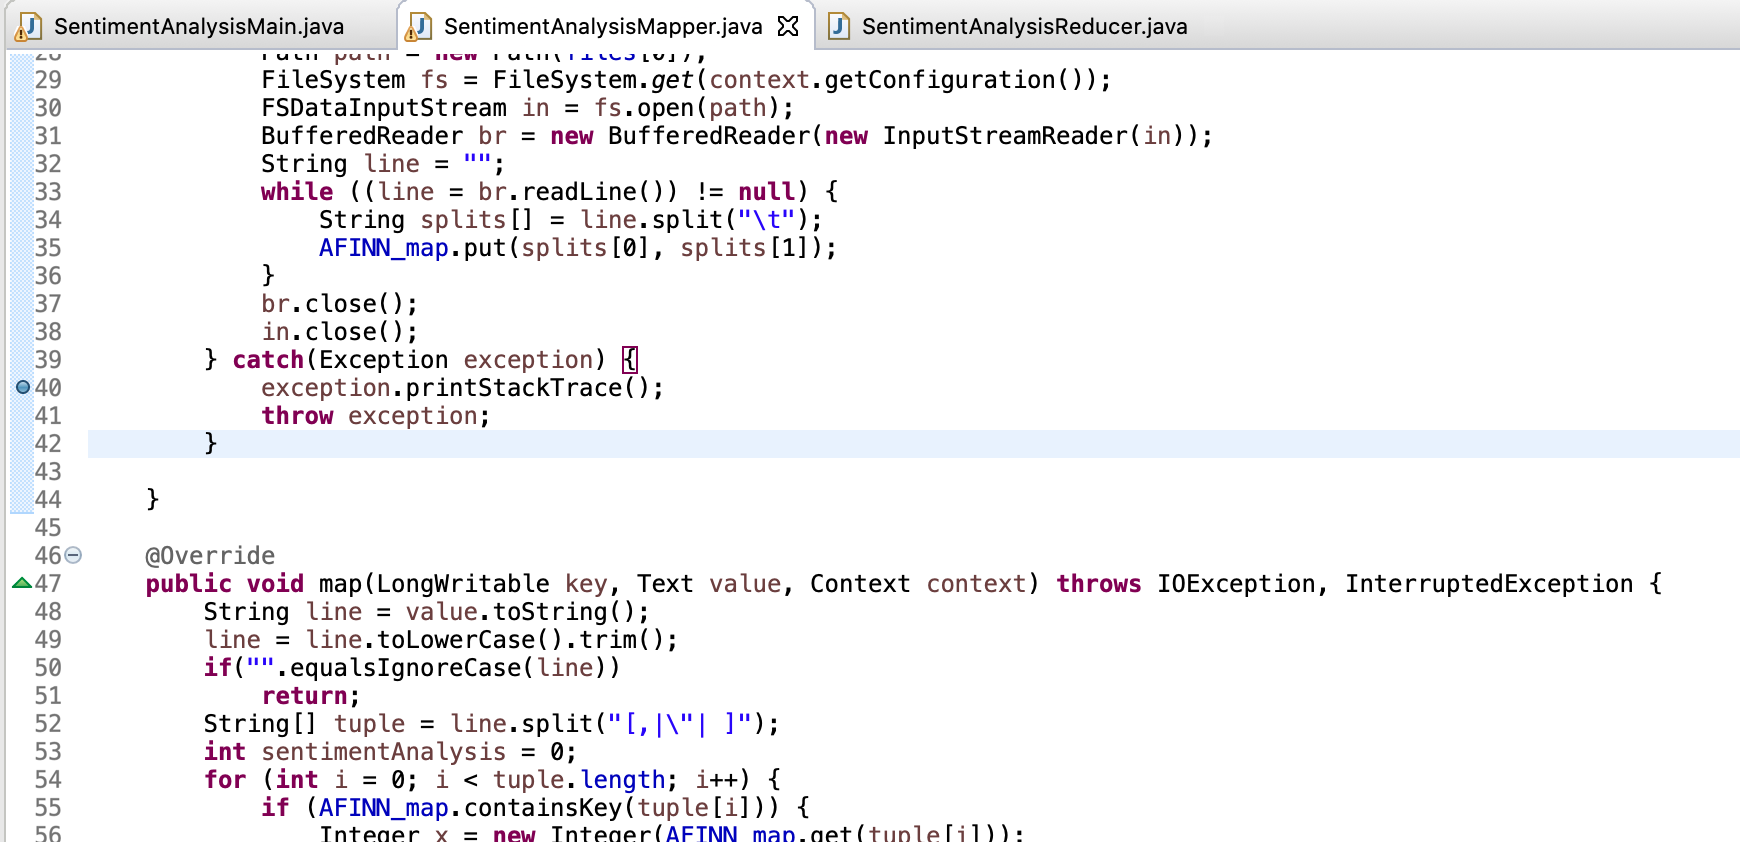 SentimentAnalysisMain.java SentimentAnalysisMapper.java SentimentAnalysisReducer.java
28 Path path = new Path(files[0]);
29 FileSystem fs = FileSystem.get(context.getConfiguration());
30 FSDataInputStream in = fs.open(path);
31 BufferedReader br = new BufferedReader(new InputStreamReader(in));
32 String line = "";
33 while ((line = br.readLine()) != null) {
34 String splits[] = line.split("\t");
35 AFINN_map.put(splits[0], splits[1]);
36 }
37 br.close();
38 in.close();
39 } catch(Exception exception) {
40 exception.printStackTrace();
41 throw exception;
42 }
43
44 }
45
46 @Override
47 public void map(LongWritable key, Text value, Context context) throws IOException, InterruptedException {
48 String line = value.toString();
49 line = line.toLowerCase().trim();
50 if("".equalsIgnoreCase(line))
51 return;
52 String[] tuple = line.split("[,|\"| ]");
53 int sentimentAnalysis = 0;
54 for (int i = 0; i < tuple.length; i++) {
55 if (AFINN_map.containsKey(tuple[i])) {
56 Integer x = new Integer(AFINN_map.get(tuple[i]));